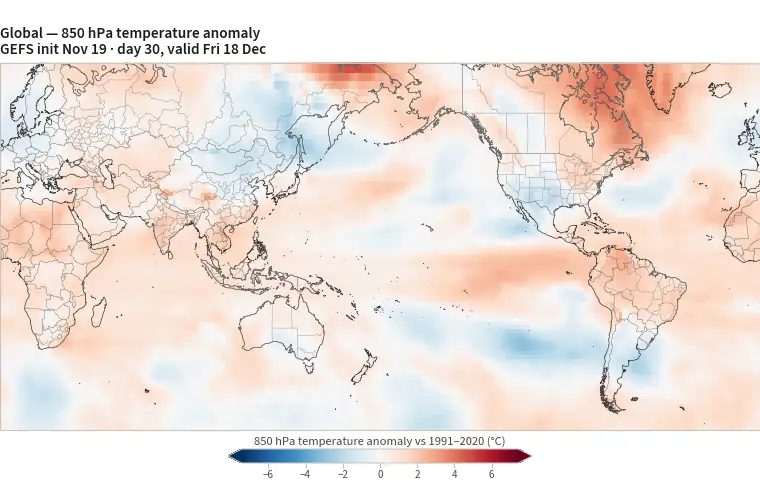 Global — 850 hPa temperature anomaly
GEFS init Nov 19 · day 30, valid Fri 18 Dec
850 hPa temperature anomaly vs 1991–2020 (°C)
−6 −4 −2 0 2 4 6